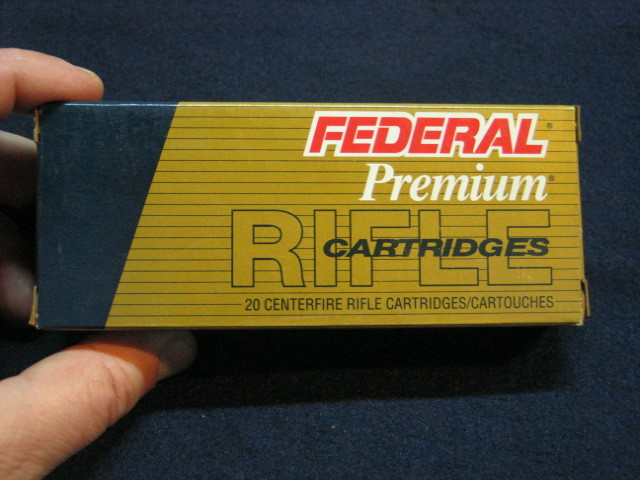 FEDERAL®
Premium®
RIFLE
CARTRIDGES
20 CENTERFIRE RIFLE CARTRIDGES/CARTOUCHES